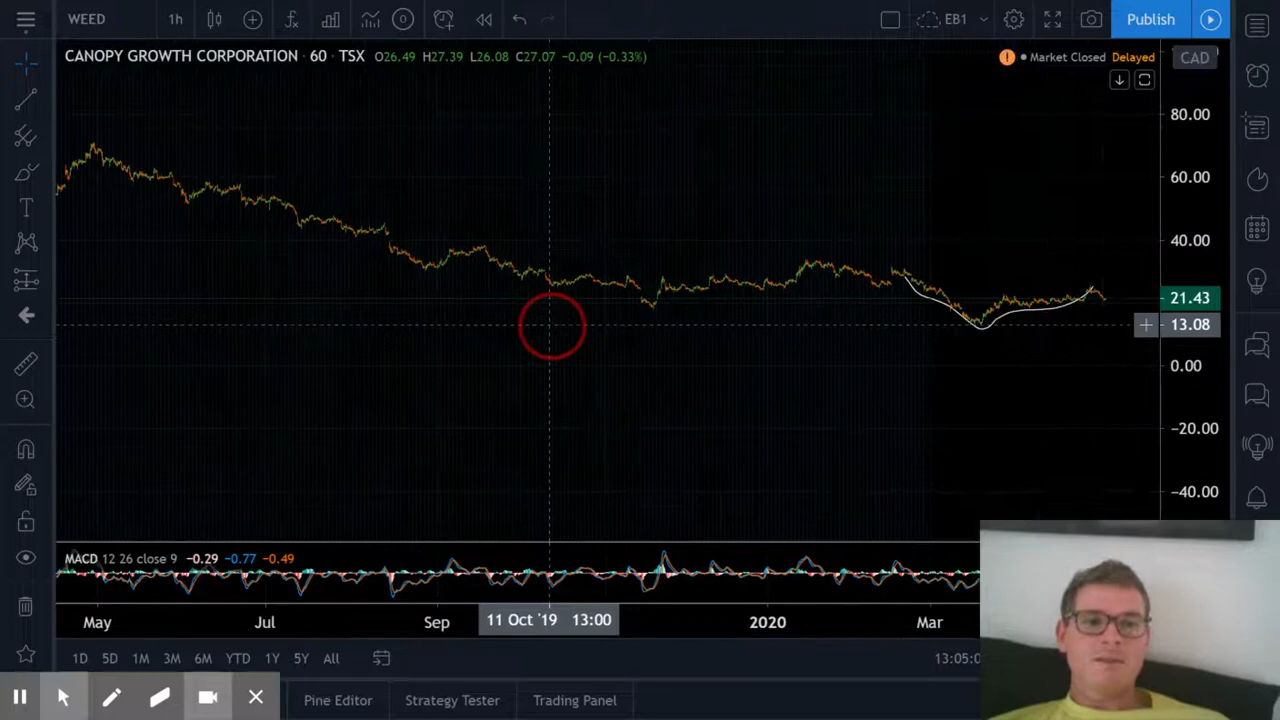 WEED 1h EB1 Publish
CANOPY GROWTH CORPORATION · 60 · TSX O26.49 H27.39 L26.08 C27.07 −0.09 (−0.33%)
Market Closed Delayed CAD
80.00
60.00
40.00
21.43
13.08
0.00
−20.00
−40.00
MACD 12 26 close 9 −0.29 −0.77 −0.49
May Jul Sep 11 Oct '19 13:00 2020 Mar
1D 5D 1M 3M 6M YTD 1Y 5Y All 13:05:0
Pine Editor Strategy Tester Trading Panel